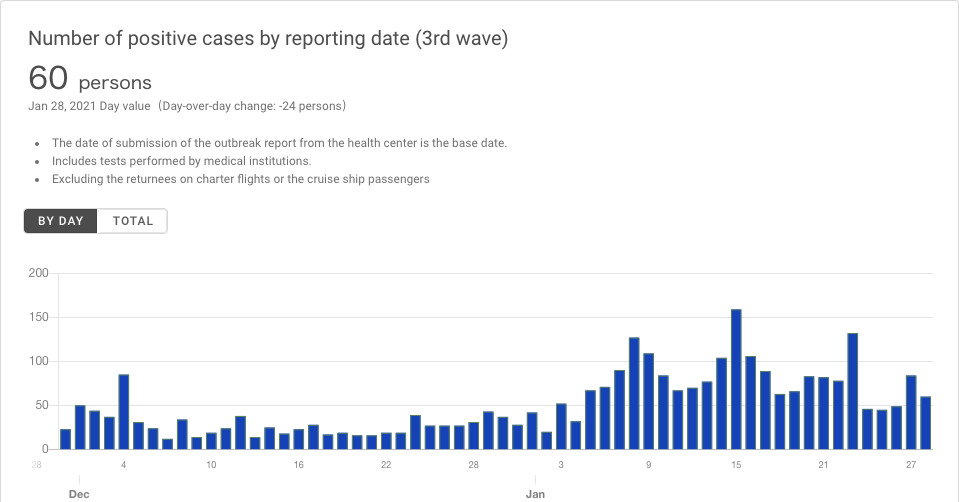 Number of positive cases by reporting date (3rd wave)
60 persons
Jan 28, 2021 Day value（Day-over-day change: -24 persons）
The date of submission of the outbreak report from the health center is the base date.
Includes tests performed by medical institutions.
Excluding the returnees on charter flights or the cruise ship passengers
BY DAY TOTAL
200
150
100
50
0
28 4 10 16 22 28 3 9 15 21 27
Dec Jan